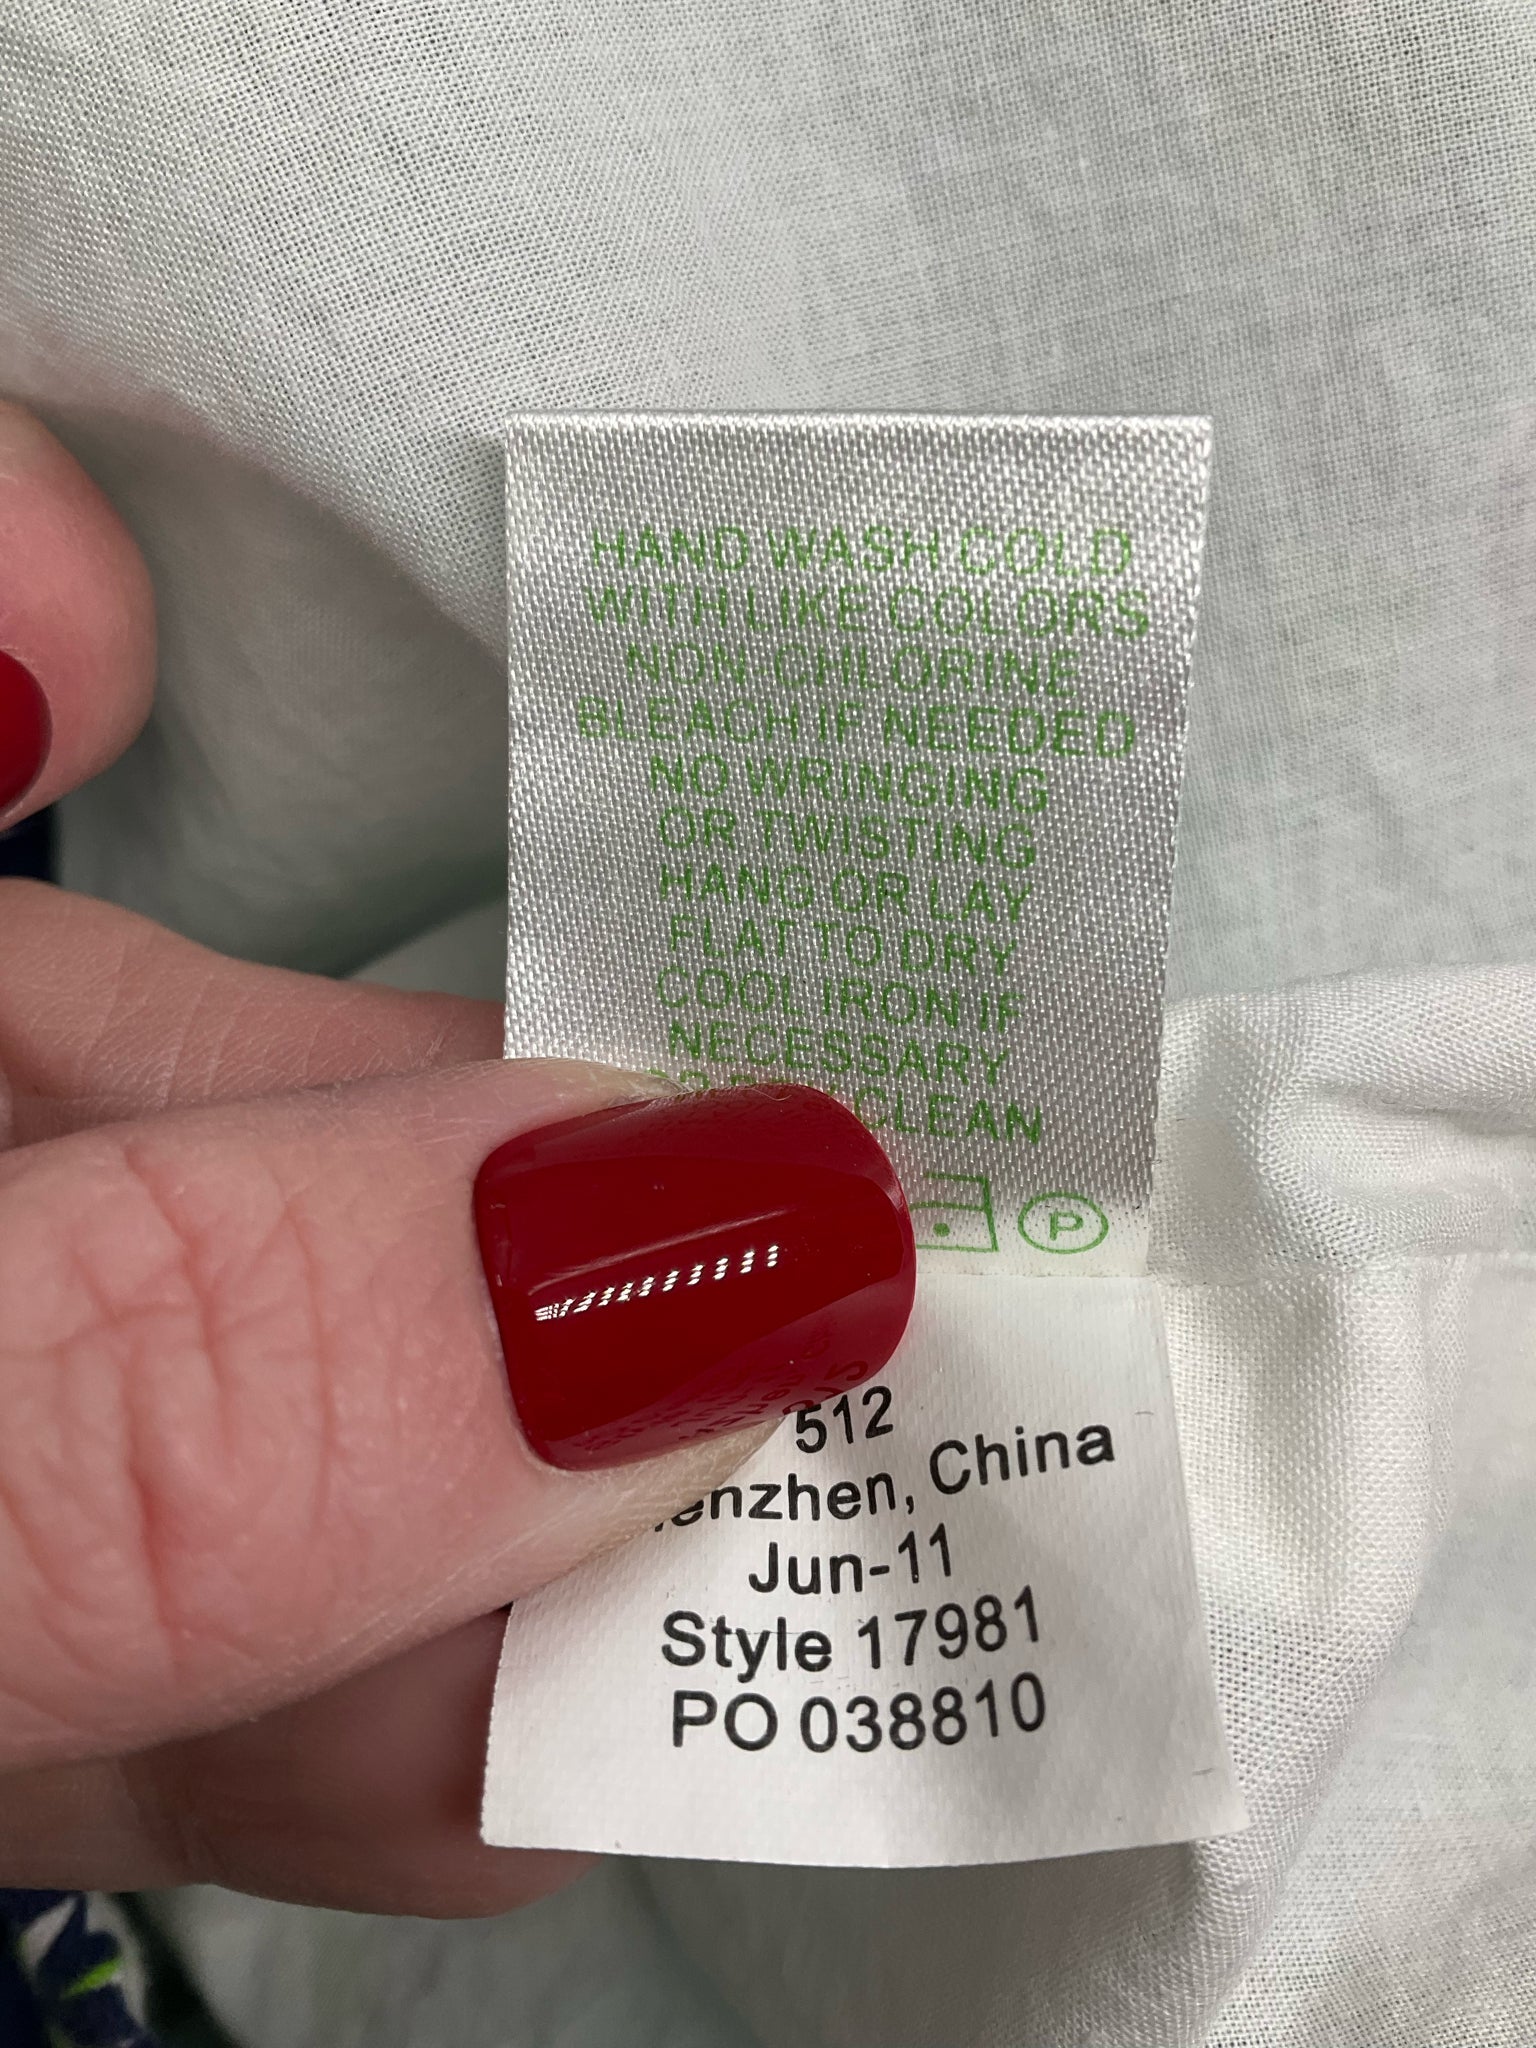 HAND WASH COLD
WITH LIKE COLORS
NON-CHLORINE
BLEACH IF NEEDED
NO WRINGING
OR TWISTING
HANG OR LAY
FLAT TO DRY
COOL IRON IF
NECESSARY
CLEAN
P
512
China
Jun-11
Style 17981
PO 038810